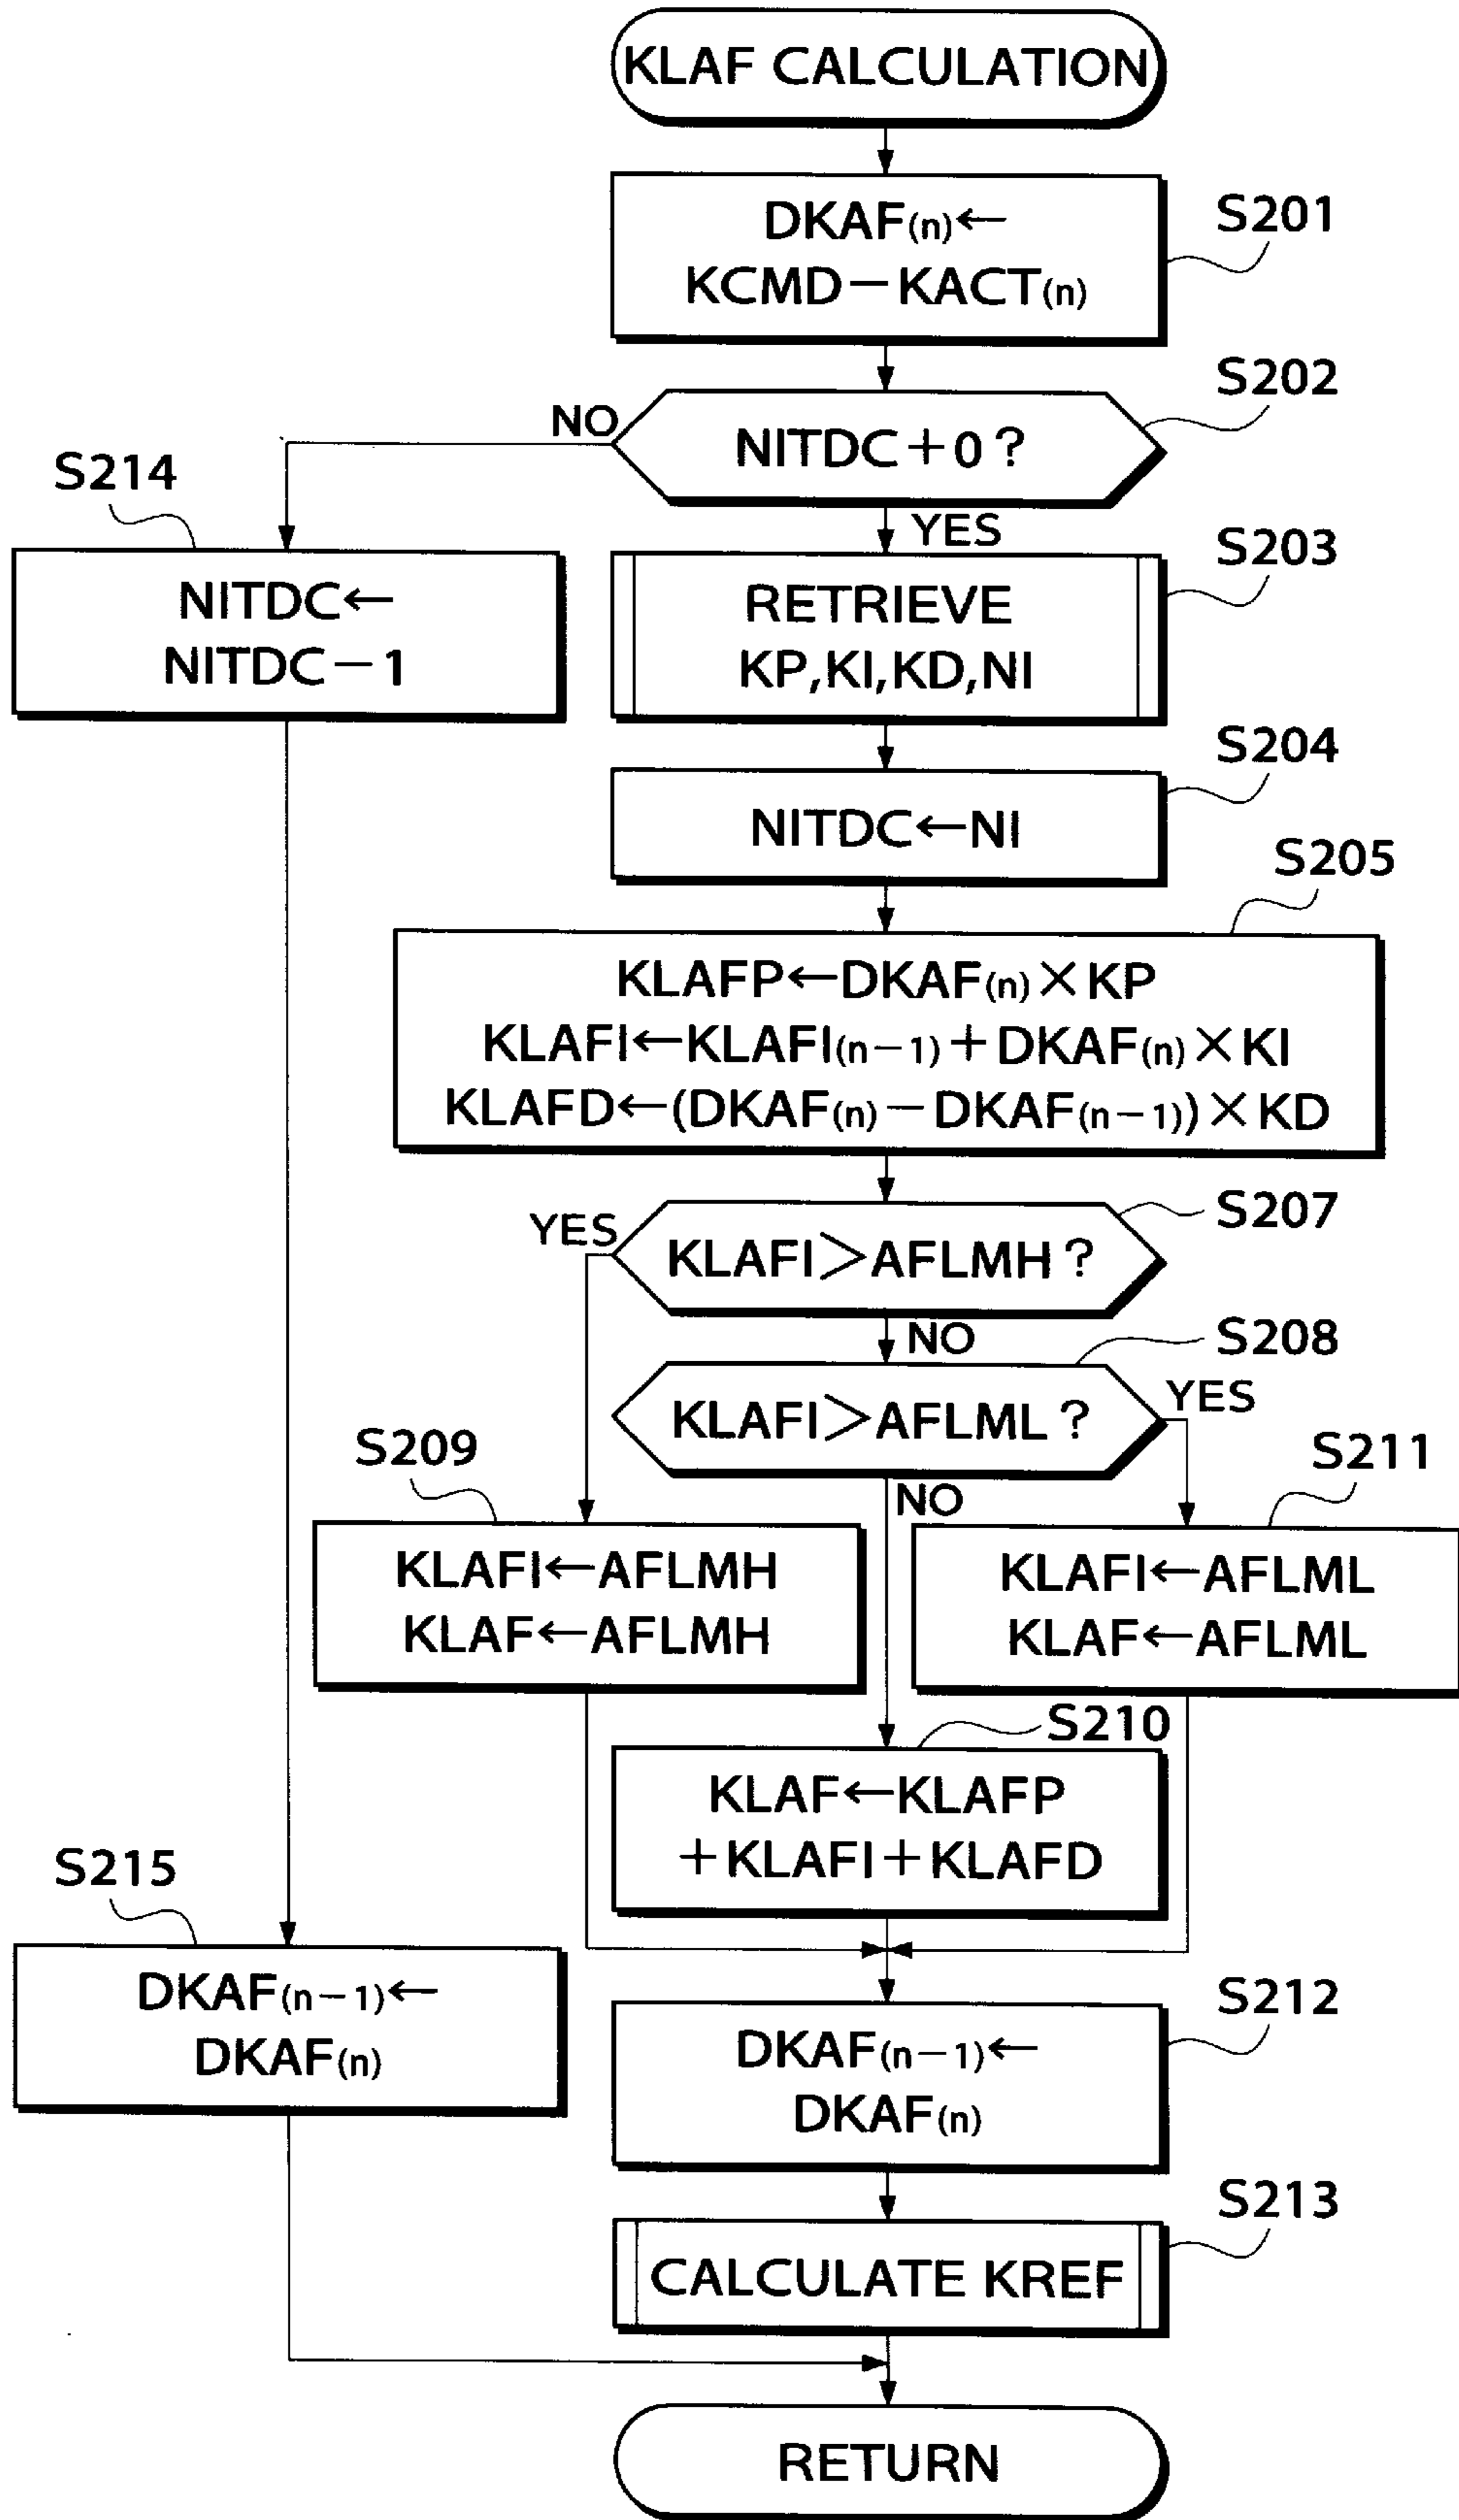 KLAF CALCULATION
DKAF(n)←
KCMD−KACT(n)
S201
NITDC+0?
S202
NO
YES
S214
NITDC←
NITDC−1
RETRIEVE
KP,KI,KD,NI
S203
NITDC←NI
S204
S205
KLAFP←DKAF(n)×KP
KLAFI←KLAFI(n−1)+DKAF(n)×KI
KLAFD←(DKAF(n)−DKAF(n−1))×KD
YES
KLAFI>AFLMH?
S207
NO
S208
KLAFI>AFLML?
YES
NO
S209
KLAFI←AFLMH
KLAF←AFLMH
S211
KLAFI←AFLML
KLAF←AFLML
S210
KLAF←KLAFP
+KLAFI+KLAFD
S215
DKAF(n−1)←
DKAF(n)
S212
DKAF(n−1)←
DKAF(n)
S213
CALCULATE KREF
RETURN